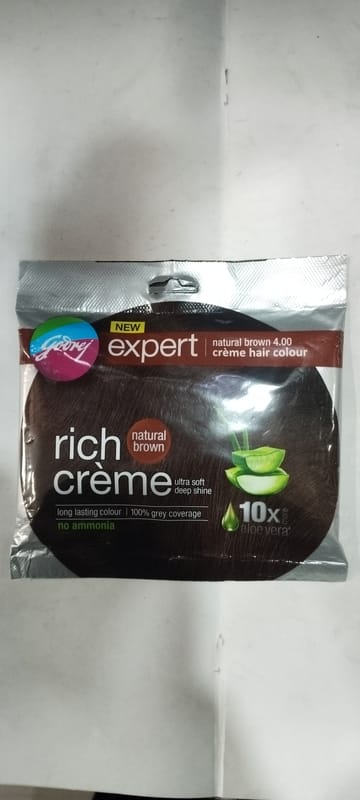 Godrej
NEW
expert
natural brown 4.00
crème hair colour
rich
crème
natural
brown
ultra soft
deep shine
long lasting colour | 100% grey coverage
no ammonia
10x
aloe vera*